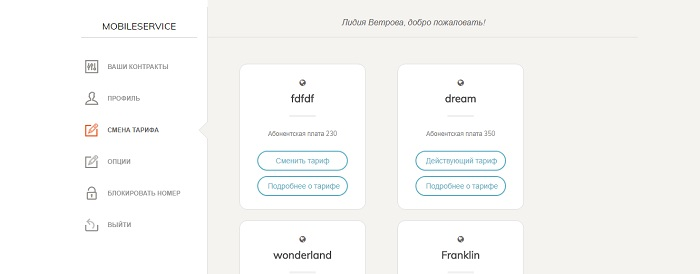 MOBILESERVICE
Лидия Ветрова, добро пожаловать!
ВАШИ КОНТРАКТЫ
ПРОФИЛЬ
СМЕНА ТАРИФА
ОПЦИИ
БЛОКИРОВАТЬ НОМЕР
ВЫЙТИ
fdfdf
Абонентская плата 230
Сменить тариф
Подробнее о тарифе
dream
Абонентская плата 350
Действующий тариф
Подробнее о тарифе
wonderland
Franklin